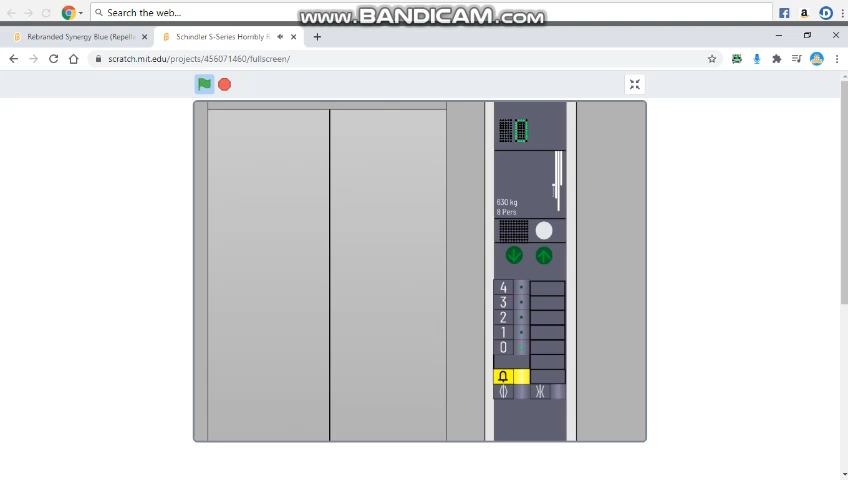 Search the web...
WWW.BANDICAM.COM
Rebranded Synergy Blue (Repelle
Schindler S-Series Horribly R
scratch.mit.edu/projects/456071460/fullscreen/
0
630 kg
8 Pers
4
3
2
1
0